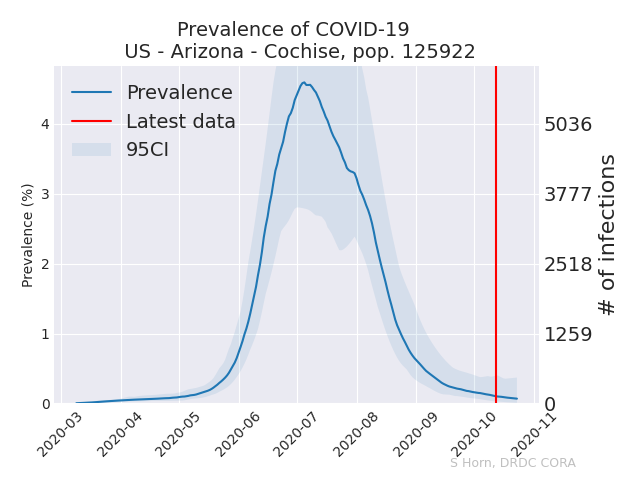 Prevalence of COVID-19
US - Arizona - Cochise, pop. 125922
Prevalence
Latest data
95CI
Prevalence (%)
4
3
2
1
0
5036
3777
2518
1259
0
# of infections
2020-03
2020-04
2020-05
2020-06
2020-07
2020-08
2020-09
2020-10
2020-11
S Horn, DRDC CORA